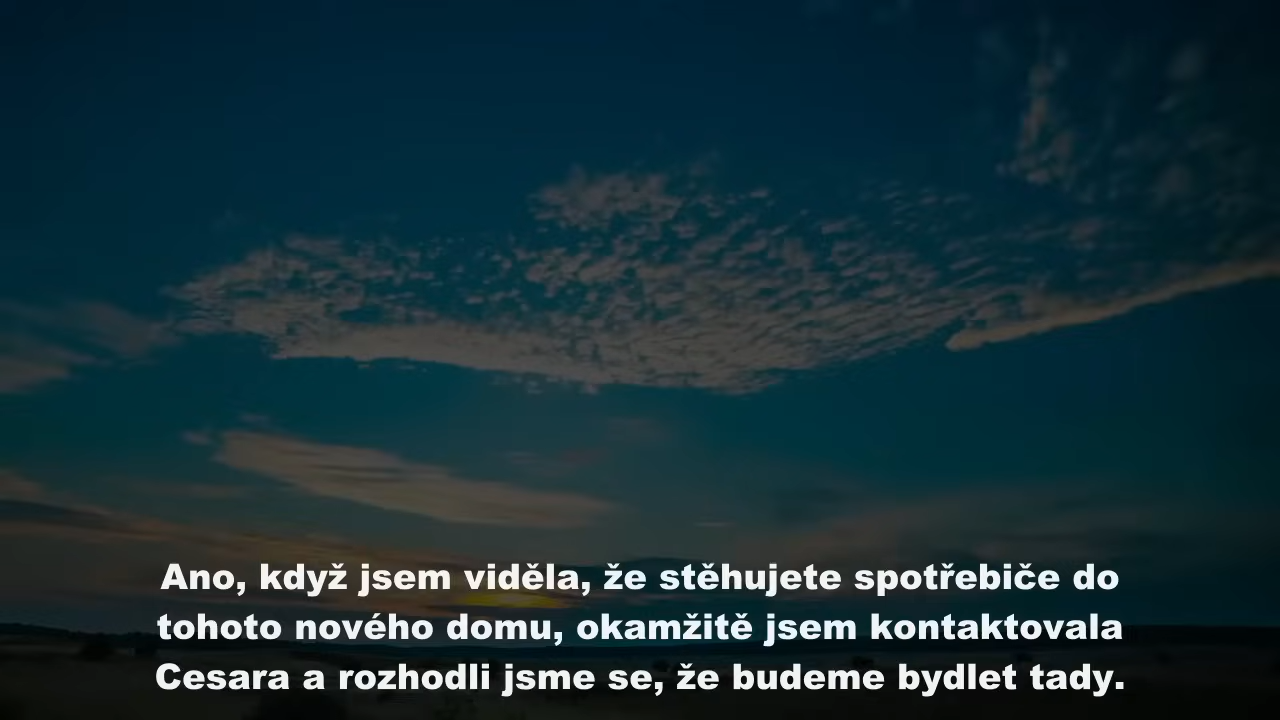 Ano, když jsem viděla, že stěhujete spotřebiče do
tohoto nového domu, okamžitě jsem kontaktovala
Cesara a rozhodli jsme se, že budeme bydlet tady.